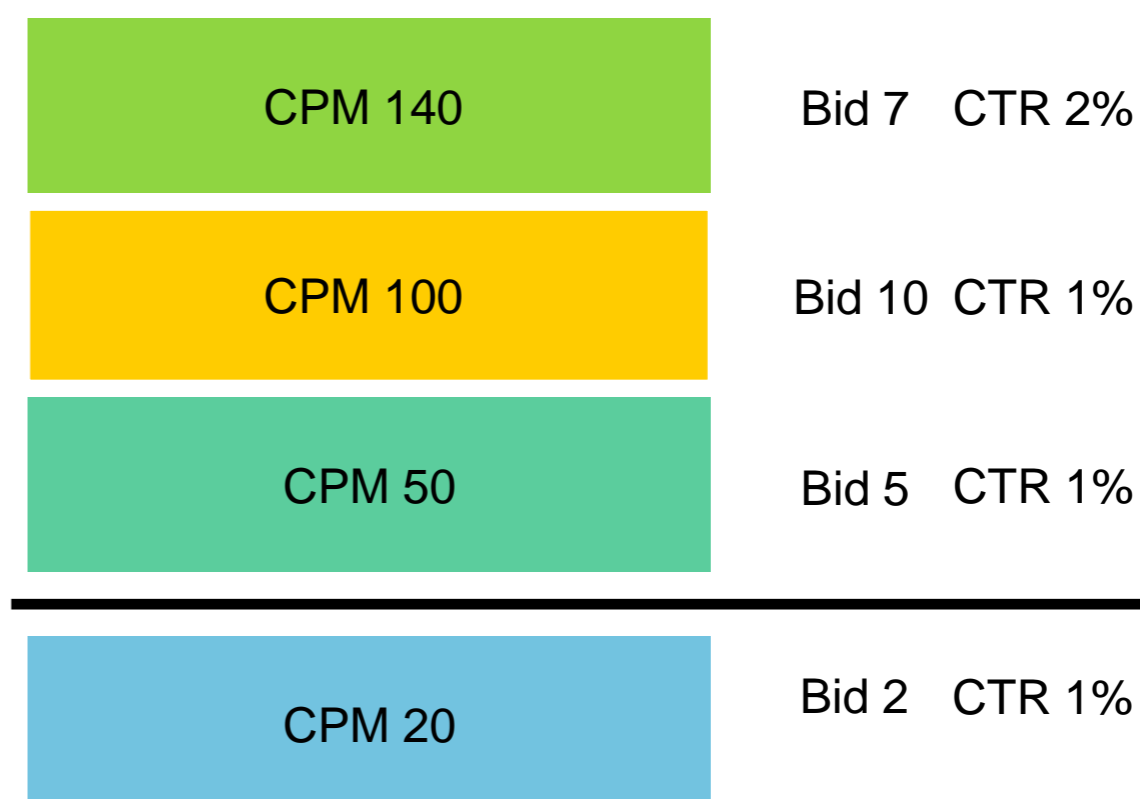 CPM 140 Bid 7 CTR 2%
CPM 100 Bid 10 CTR 1%
CPM 50 Bid 5 CTR 1%
CPM 20 Bid 2 CTR 1%